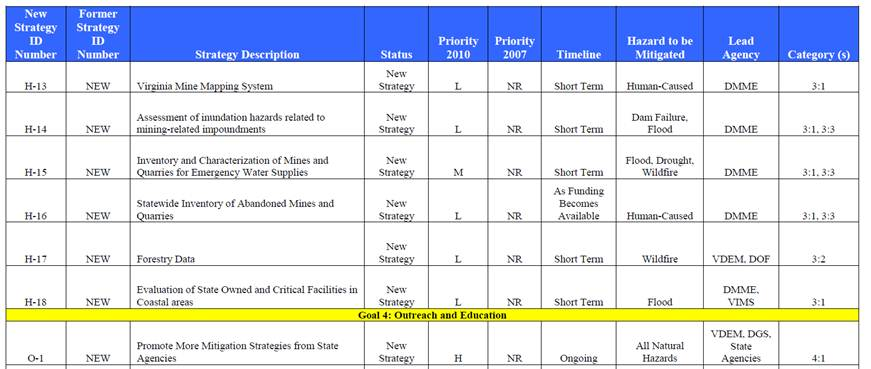 New Strategy ID Number | Former Strategy ID Number | Strategy Description | Status | Priority 2010 | Priority 2007 | Timeline | Hazard to be Mitigated | Lead Agency | Category (s)
H-13 | NEW | Virginia Mine Mapping System | New Strategy | L | NR | Short Term | Human-Caused | DMME | 3:1
H-14 | NEW | Assessment of inundation hazards related to mining-related impoundments | New Strategy | L | NR | Short Term | Dam Failure, Flood | DMME | 3:1, 3:3
H-15 | NEW | Inventory and Characterization of Mines and Quarries for Emergency Water Supplies | New Strategy | M | NR | Short Term | Flood, Drought, Wildfire | DMME | 3:1, 3:3
H-16 | NEW | Statewide Inventory of Abandoned Mines and Quarries | New Strategy | L | NR | As Funding Becomes Available | Human-Caused | DMME | 3:1, 3:3
H-17 | NEW | Forestry Data | New Strategy | L | NR | Short Term | Wildfire | VDEM, DOF | 3:2
H-18 | NEW | Evaluation of State Owned and Critical Facilities in Coastal areas | New Strategy | L | NR | Short Term | Flood | DMME, VIMS | 3:1
Goal 4: Outreach and Education
O-1 | NEW | Promote More Mitigation Strategies from State Agencies | New Strategy | H | NR | Ongoing | All Natural Hazards | VDEM, DGS, State Agencies | 4:1